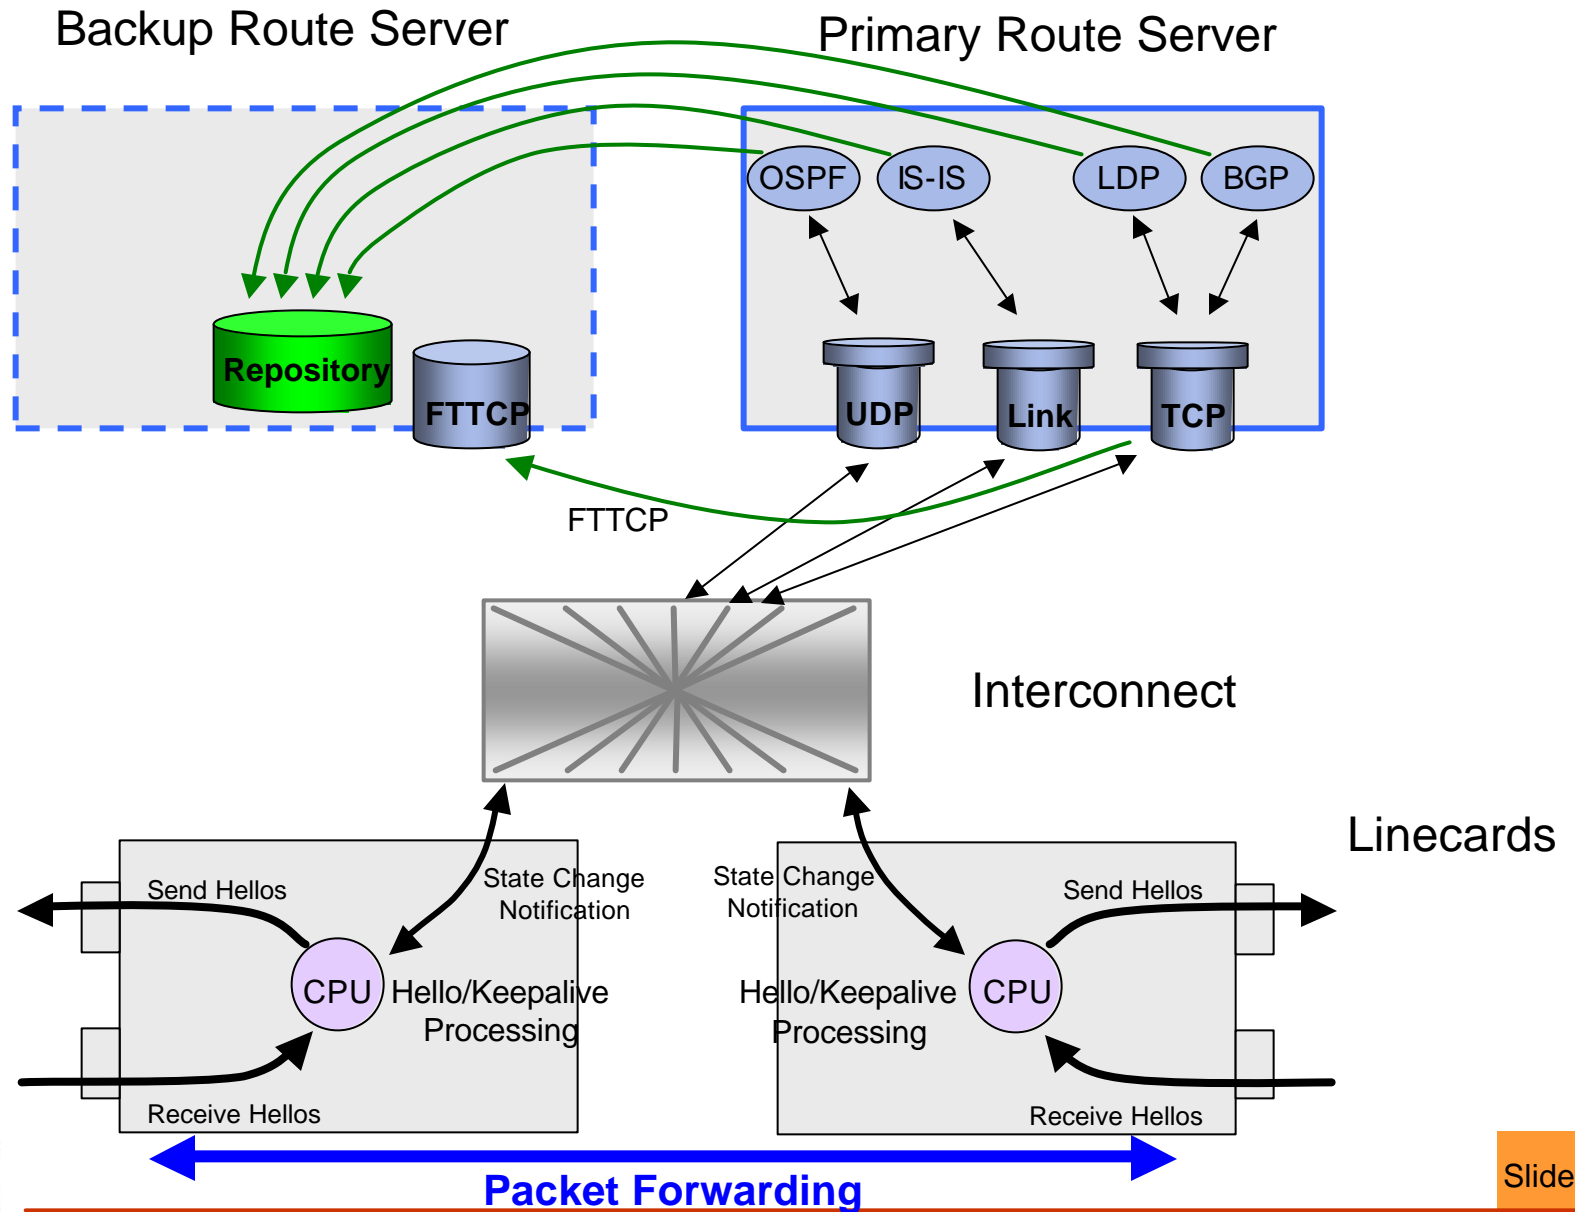 Backup Route Server
Primary Route Server
OSPF
IS-IS
LDP
BGP
Repository
FTTCP
UDP
Link
TCP
FTTCP
Interconnect
Linecards
Send Hellos
State Change
Notification
State Change
Notification
Send Hellos
CPU
Hello/Keepalive
Processing
Hello/Keepalive
Processing
CPU
Receive Hellos
Receive Hellos
Packet Forwarding
Slide